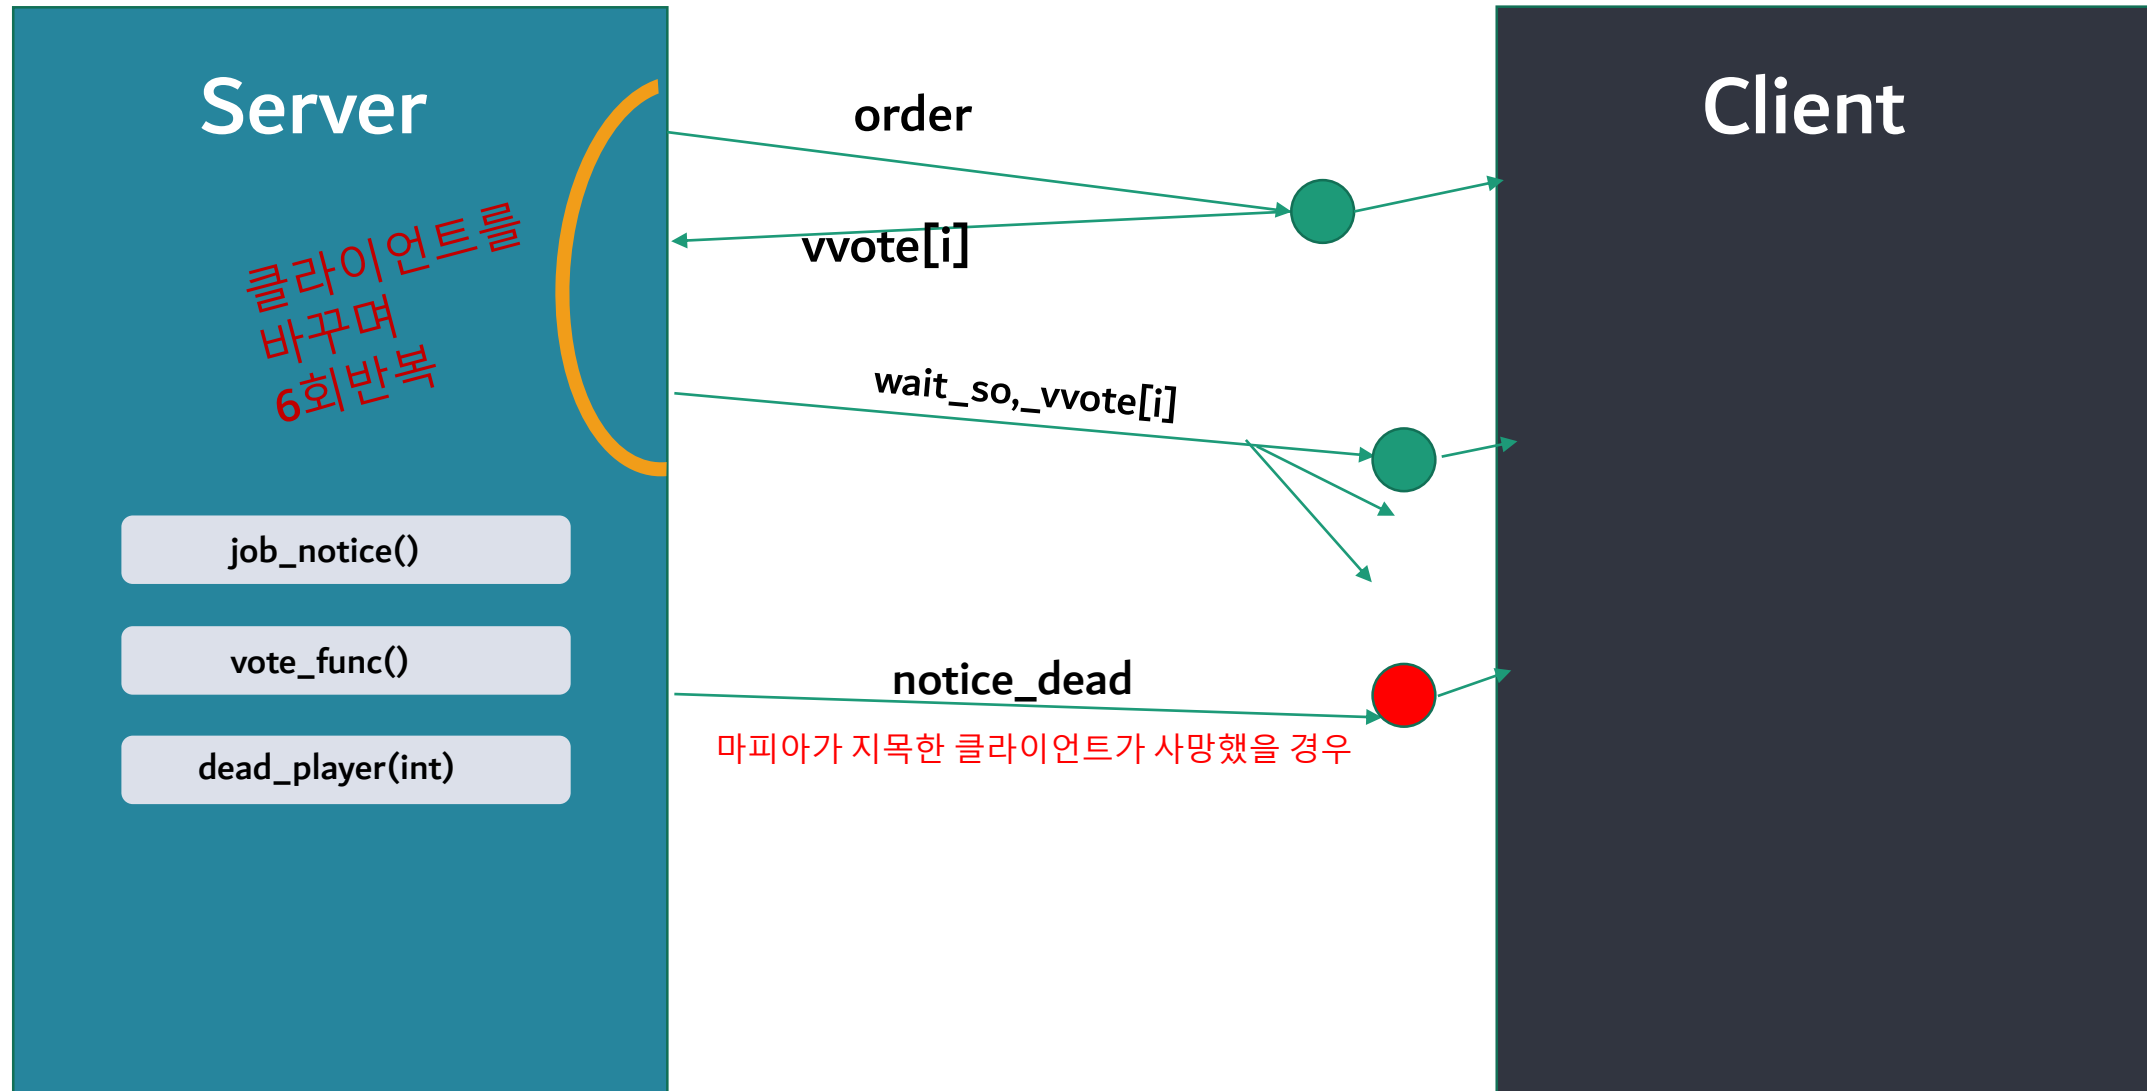 Server
Client
order
vvote[i]
클라이언트를
바꾸며
6회반복
wait_so,_vvote[i]
job_notice()
vote_func()
dead_player(int)
notice_dead
마피아가 지목한 클라이언트가 사망했을 경우